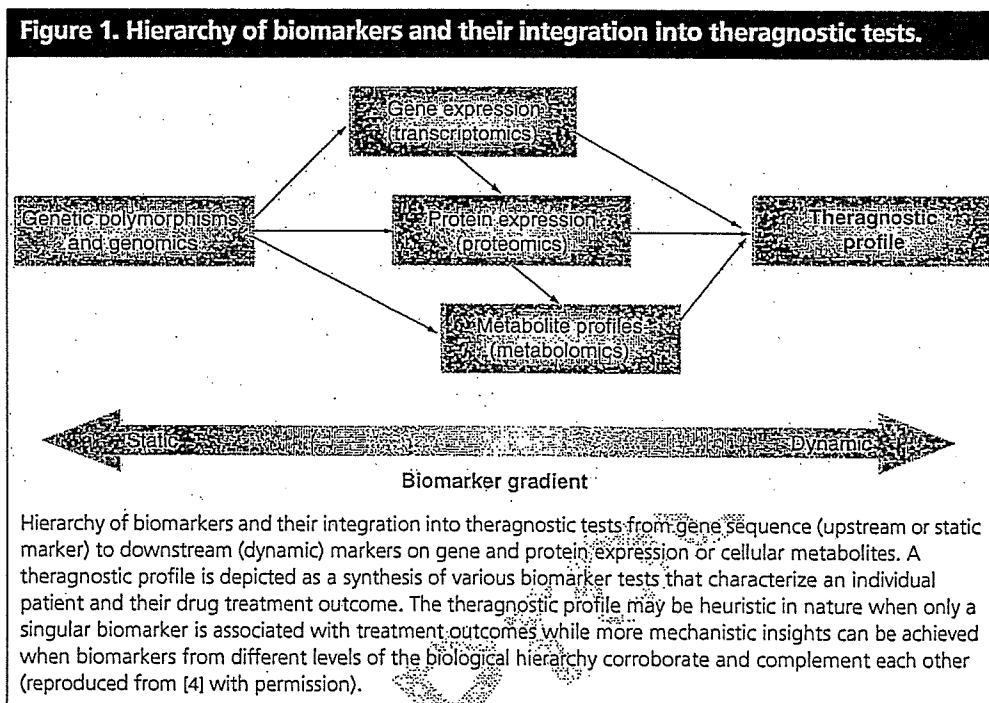 Figure 1. Hierarchy of biomarkers and their integration into theragnostic tests.
Gene expression
(transcriptomics)
Genetic polymorphisms
and genomics
Protein expression
(proteomics)
Theragnostic
profile
Metabolite profiles
(metabolomics)
Static
Dynamic
Biomarker gradient
Hierarchy of biomarkers and their integration into theragnostic tests from gene sequence (upstream or static
marker) to downstream (dynamic) markers on gene and protein expression or cellular metabolites. A
theragnostic profile is depicted as a synthesis of various biomarker tests that characterize an individual
patient and their drug treatment outcome. The theragnostic profile may be heuristic in nature when only a
singular biomarker is associated with treatment outcomes while more mechanistic insights can be achieved
when biomarkers from different levels of the biological hierarchy corroborate and complement each other
(reproduced from [4] with permission).